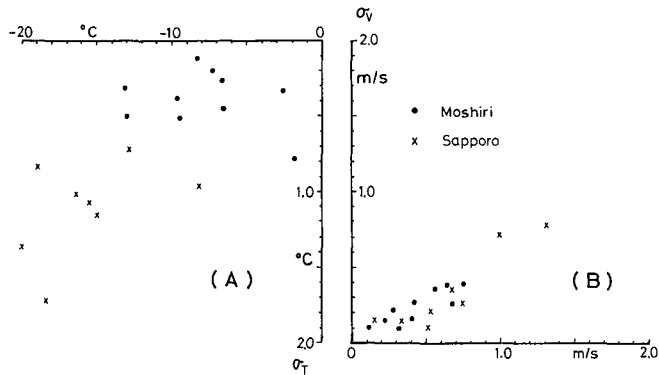 -20 °C -10 0
1.0
°C
(A)
2.0
σT
σV
2.0
m/s
● Moshiri
x Sapporo
1.0
(B)
0 1.0 m/s 2.0